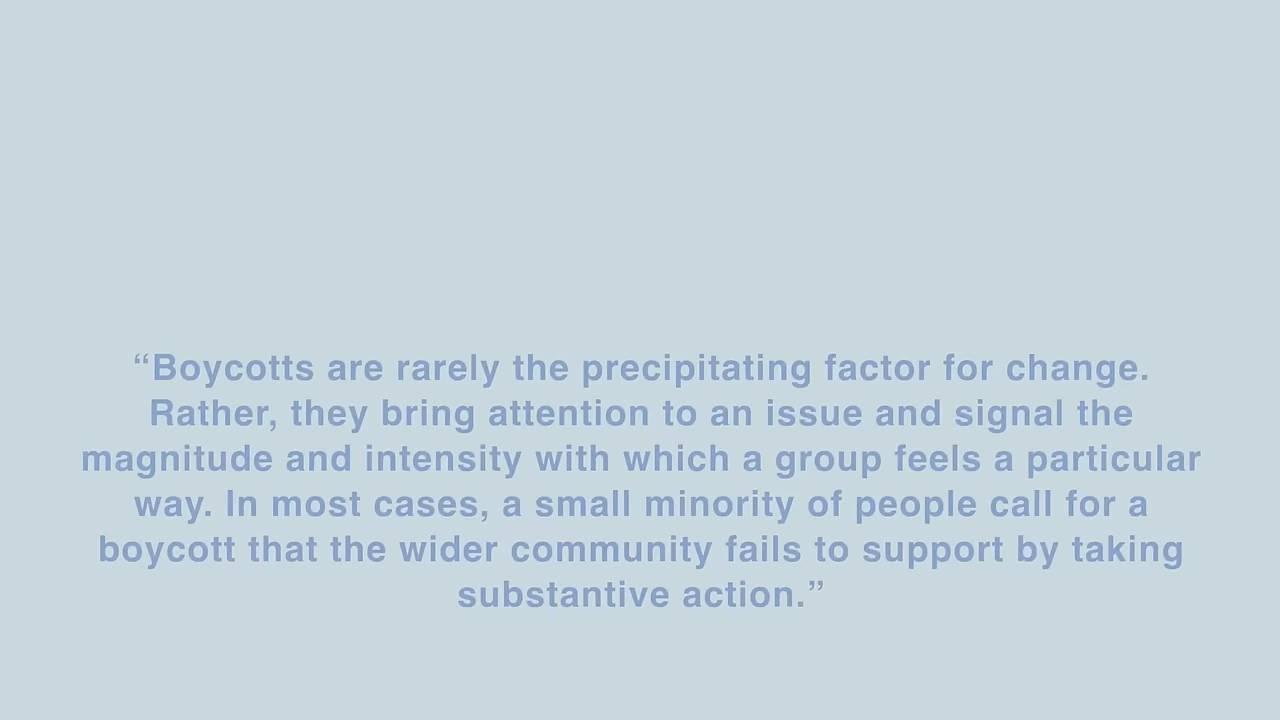 “Boycotts are rarely the precipitating factor for change.
Rather, they bring attention to an issue and signal the
magnitude and intensity with which a group feels a particular
way. In most cases, a small minority of people call for a
boycott that the wider community fails to support by taking
substantive action.”